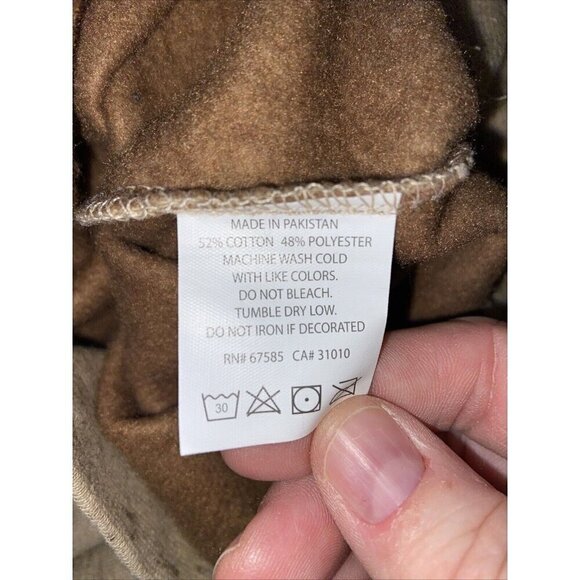 MADE IN PAKISTAN
52% COTTON 48% POLYESTER
MACHINE WASH COLD
WITH LIKE COLORS.
DO NOT BLEACH.
TUMBLE DRY LOW.
DO NOT IRON IF DECORATED
RN# 67585 CA# 31010
30